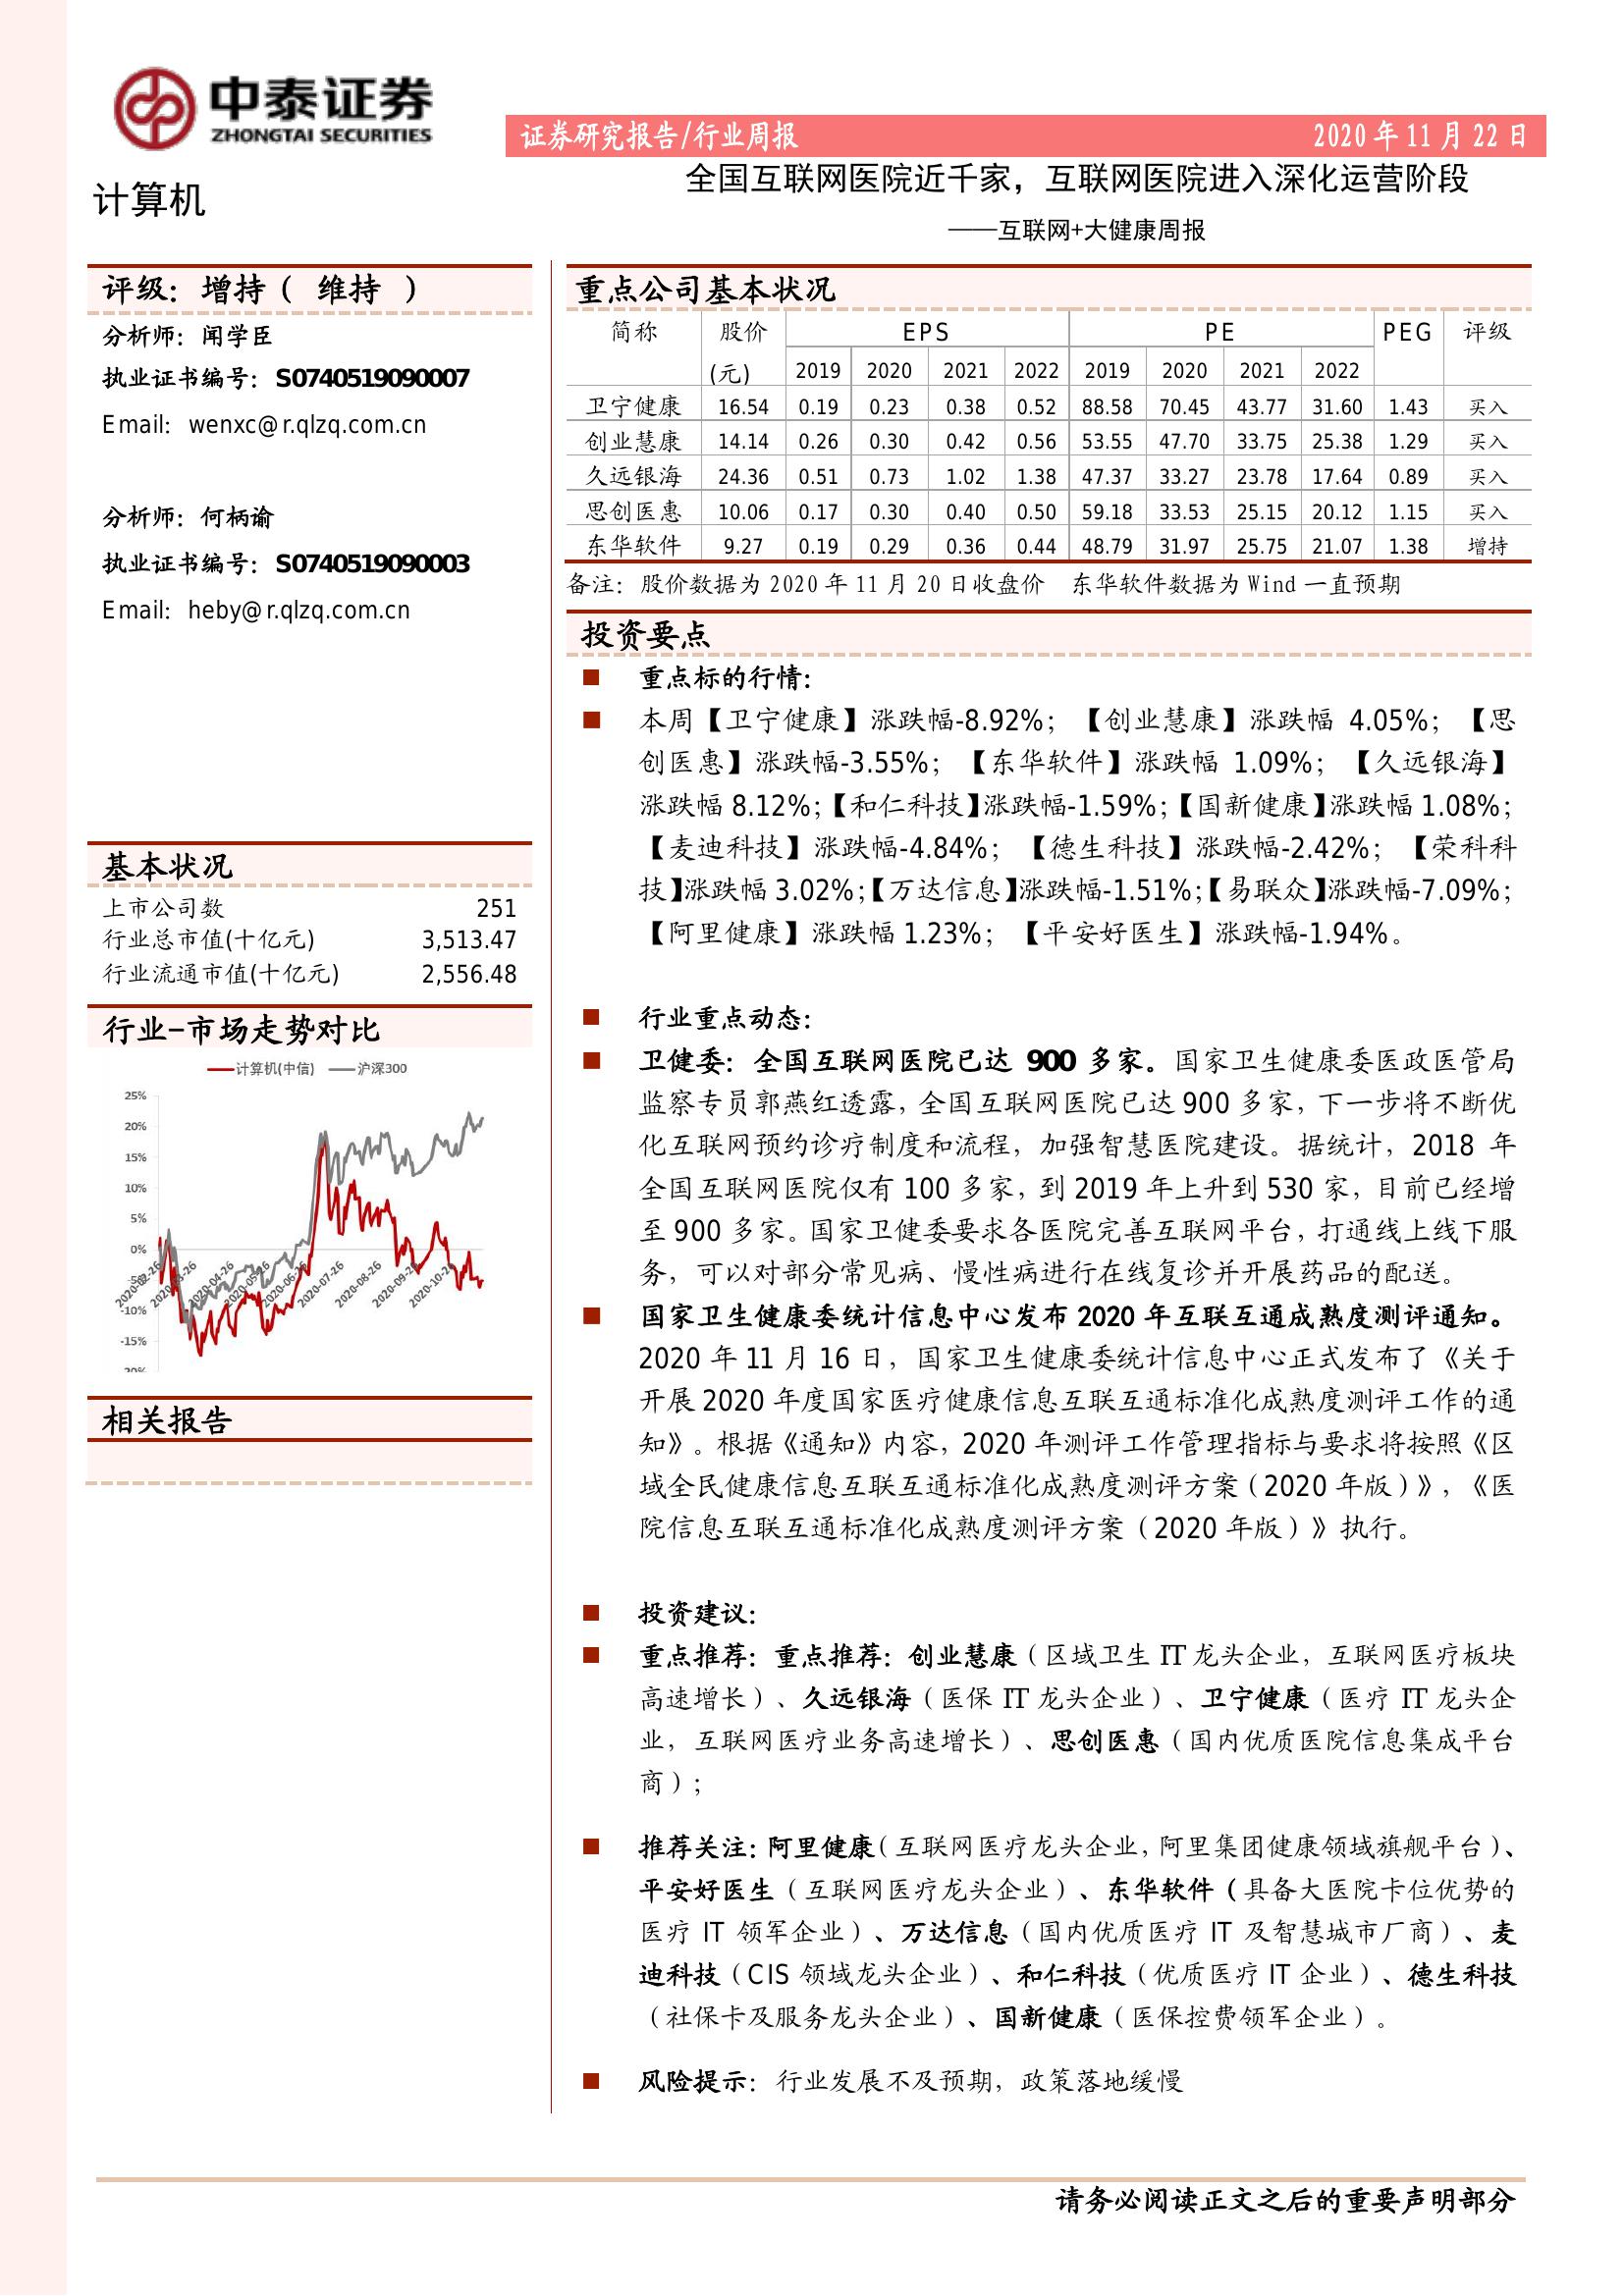 中泰证券
ZHONGTAI SECURITIES
证券研究报告/行业周报 2020 年 11 月 22 日
计算机
全国互联网医院近千家，互联网医院进入深化运营阶段
——互联网+大健康周报
评级：增持（ 维持 ）
分析师：闻学臣
执业证书编号：S0740519090007
Email：wenxc@r.qlzq.com.cn
分析师：何柄谕
执业证书编号：S0740519090003
Email：heby@r.qlzq.com.cn
基本状况
上市公司数 251
行业总市值(十亿元) 3,513.47
行业流通市值(十亿元) 2,556.48
行业-市场走势对比
计算机(中信) 沪深300
25%
20%
15%
10%
5%
0%
-5%
-10%
-15%
-20%
2020-02-26 2020-03-26 2020-04-26 2020-05-26 2020-06-26 2020-07-26 2020-08-26 2020-09-26 2020-10-26
相关报告
重点公司基本状况
简称 股价 EPS PE PEG 评级
(元) 2019 2020 2021 2022 2019 2020 2021 2022
卫宁健康 16.54 0.19 0.23 0.38 0.52 88.58 70.45 43.77 31.60 1.43 买入
创业慧康 14.14 0.26 0.30 0.42 0.56 53.55 47.70 33.75 25.38 1.29 买入
久远银海 24.36 0.51 0.73 1.02 1.38 47.37 33.27 23.78 17.64 0.89 买入
思创医惠 10.06 0.17 0.30 0.40 0.50 59.18 33.53 25.15 20.12 1.15 买入
东华软件 9.27 0.19 0.29 0.36 0.44 48.79 31.97 25.75 21.07 1.38 增持
备注：股价数据为 2020 年 11 月 20 日收盘价 东华软件数据为 Wind 一直预期
投资要点
■ 重点标的行情：
■ 本周【卫宁健康】涨跌幅-8.92%；【创业慧康】涨跌幅 4.05%；【思
创医惠】涨跌幅-3.55%；【东华软件】涨跌幅 1.09%；【久远银海】
涨跌幅 8.12%；【和仁科技】涨跌幅-1.59%；【国新健康】涨跌幅 1.08%；
【麦迪科技】涨跌幅-4.84%；【德生科技】涨跌幅-2.42%；【荣科科
技】涨跌幅 3.02%；【万达信息】涨跌幅-1.51%；【易联众】涨跌幅-7.09%；
【阿里健康】涨跌幅 1.23%；【平安好医生】涨跌幅-1.94%。
■ 行业重点动态：
■ 卫健委：全国互联网医院已达 900 多家。国家卫生健康委医政医管局
监察专员郭燕红透露，全国互联网医院已达 900 多家，下一步将不断优
化互联网预约诊疗制度和流程，加强智慧医院建设。据统计，2018 年
全国互联网医院仅有 100 多家，到 2019 年上升到 530 家，目前已经增
至 900 多家。国家卫健委要求各医院完善互联网平台，打通线上线下服
务，可以对部分常见病、慢性病进行在线复诊并开展药品的配送。
■ 国家卫生健康委统计信息中心发布 2020 年互联互通成熟度测评通知。
2020 年 11 月 16 日，国家卫生健康委统计信息中心正式发布了《关于
开展 2020 年度国家医疗健康信息互联互通标准化成熟度测评工作的通
知》。根据《通知》内容，2020 年测评工作管理指标与要求将按照《区
域全民健康信息互联互通标准化成熟度测评方案（2020 年版）》，《医
院信息互联互通标准化成熟度测评方案（2020 年版）》执行。
■ 投资建议：
■ 重点推荐：重点推荐：创业慧康（区域卫生 IT 龙头企业，互联网医疗板块
高速增长）、久远银海（医保 IT 龙头企业）、卫宁健康（医疗 IT 龙头企
业，互联网医疗业务高速增长）、思创医惠（国内优质医院信息集成平台
商）；
■ 推荐关注：阿里健康（互联网医疗龙头企业，阿里集团健康领域旗舰平台）、
平安好医生（互联网医疗龙头企业）、东华软件（具备大医院卡位优势的
医疗 IT 领军企业）、万达信息（国内优质医疗 IT 及智慧城市厂商）、麦
迪科技（CIS 领域龙头企业）、和仁科技（优质医疗 IT 企业）、德生科技
（社保卡及服务龙头企业）、国新健康（医保控费领军企业）。
■ 风险提示：行业发展不及预期，政策落地缓慢
请务必阅读正文之后的重要声明部分